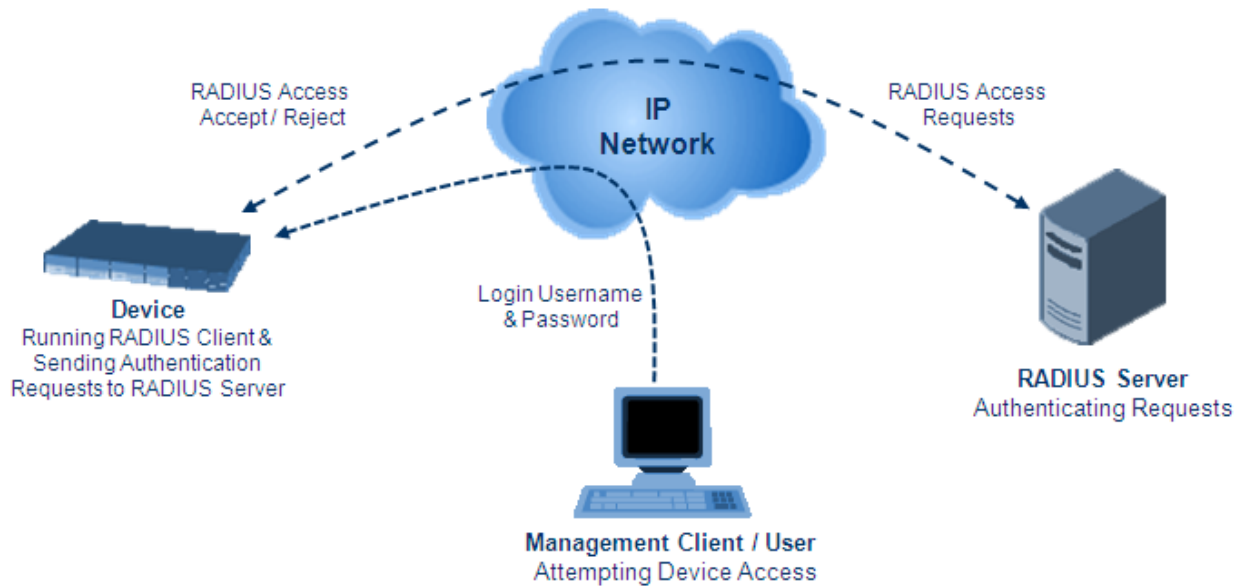 RADIUS Access
Accept / Reject
IP
Network
RADIUS Access
Requests
Device
Running RADIUS Client &
Sending Authentication
Requests to RADIUS Server
Login Username
& Password
RADIUS Server
Authenticating Requests
Management Client / User
Attempting Device Access